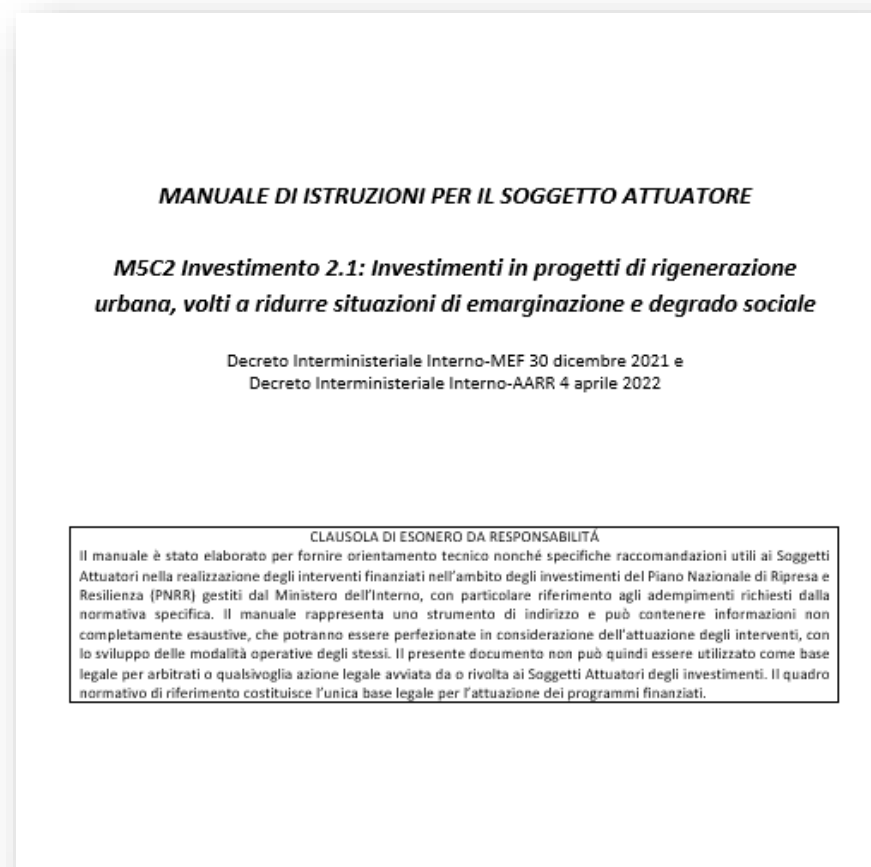 MANUALE DI ISTRUZIONI PER IL SOGGETTO ATTUATORE
M5C2 Investimento 2.1: Investimenti in progetti di rigenerazione
urbana, volti a ridurre situazioni di emarginazione e degrado sociale
Decreto Interministeriale Interno-MEF 30 dicembre 2021 e
Decreto Interministeriale Interno-AARR 4 aprile 2022
CLAUSOLA DI ESONERO DA RESPONSABILITÁ
Il manuale è stato elaborato per fornire orientamento tecnico nonché specifiche raccomandazioni utili ai Soggetti
Attuatori nella realizzazione degli interventi finanziati nell'ambito degli investimenti del Piano Nazionale di Ripresa e
Resilienza (PNRR) gestiti dal Ministero dell'Interno, con particolare riferimento agli adempimenti richiesti dalla
normativa specifica. Il manuale rappresenta uno strumento di indirizzo e può contenere informazioni non
completamente esaustive, che potranno essere perfezionate in considerazione dell'attuazione degli interventi, con
lo sviluppo delle modalità operative degli stessi. Il presente documento non può quindi essere utilizzato come base
legale per arbitrati o qualsivoglia azione legale avviata da o rivolta ai Soggetti Attuatori degli investimenti. Il quadro
normativo di riferimento costituisce l'unica base legale per l'attuazione dei programmi finanziati.